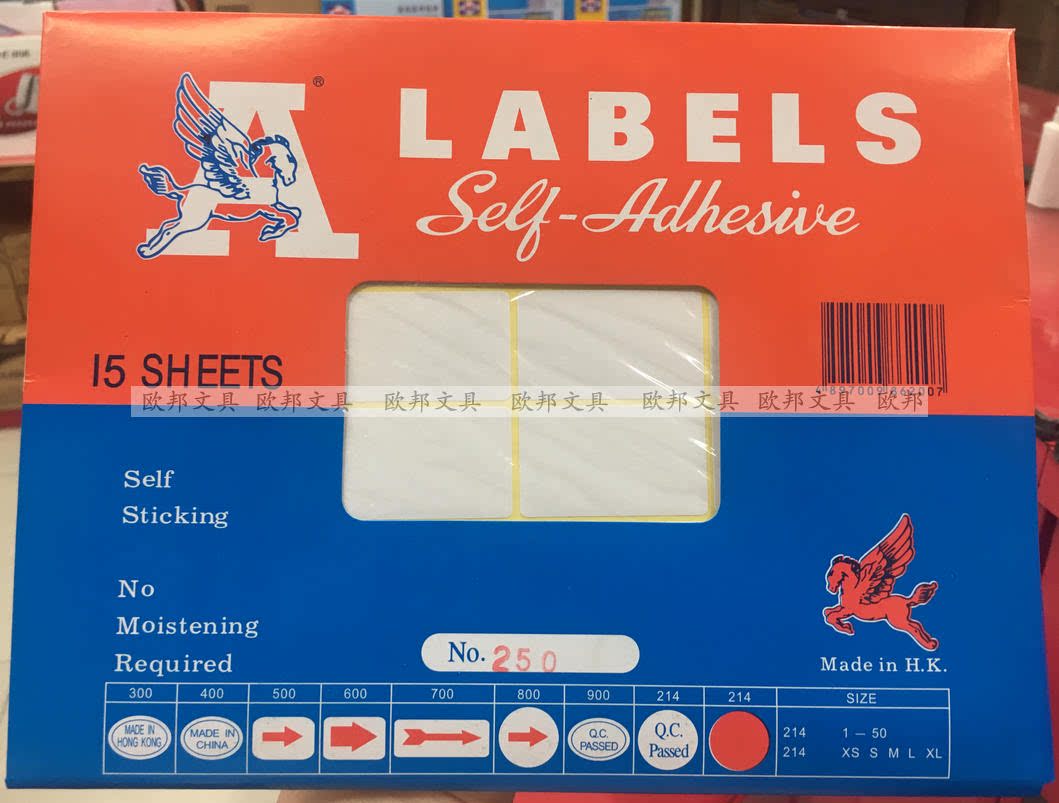 A®
LABELS
Self-Adhesive
15 SHEETS
4897009862007
欧邦文具 欧邦文具 欧邦文具 欧邦文具 欧邦文具 欧邦文具 欧邦
Self
Sticking
No
Moistening
Required
No. 250
Made in H.K.
300 400 500 600 700 800 900 214 214 SIZE
MADE IN
HONG KONG
MADE IN
CHINA
Q.C.
PASSED
Q.C.
Passed
214 1 — 50
214 XS S M L XL